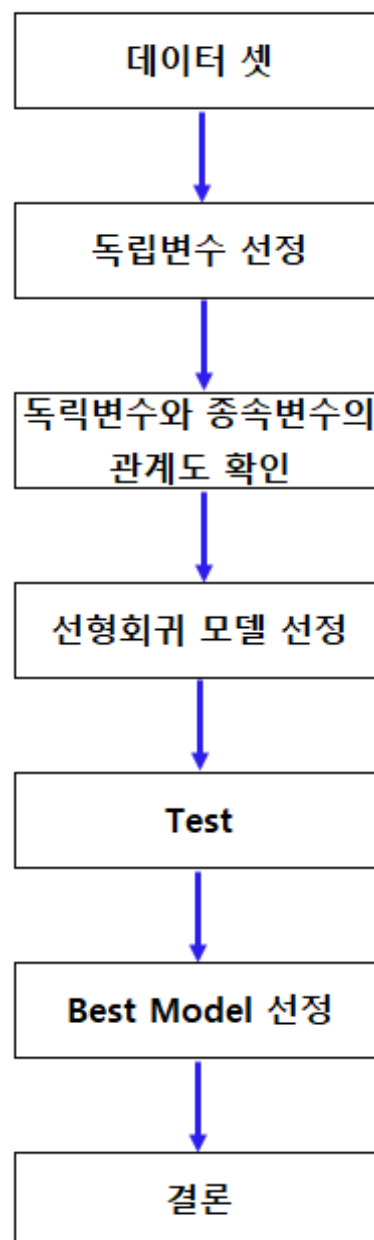 데이터 셋
독립변수 선정
독릭변수와 종속변수의
관계도 확인
선형회귀 모델 선정
Test
Best Model 선정
결론